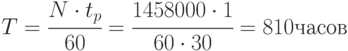 T = \frac{N \cdot t_p}{60} = \frac{1458000 \cdot 1}{60 \cdot 30} = 810часов